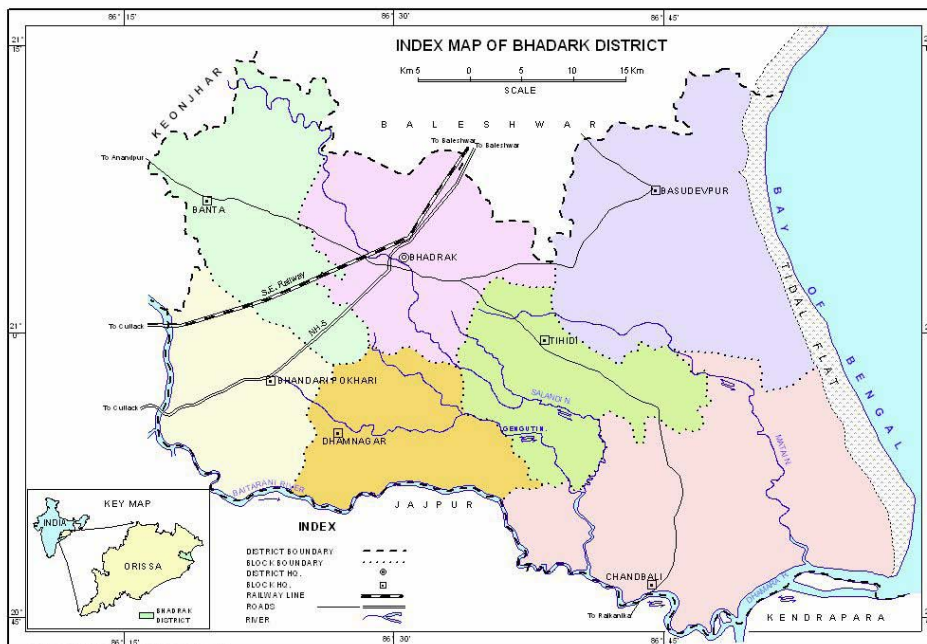 86° 15'
86° 30'
86° 45'
21° 15'
INDEX MAP OF BHADARK DISTRICT
Km 5 0 5 10 15 Km
SCALE
KEONJHAR
BALESHWAR
To Baleshwar
To Baleshwar
To Anandpur
BANTA
BASUDEVPUR
BHADRAK
S.E. Railway
BAY OF BENGAL
TIDAL FLAT
21° 0
To Cuttack
NH-5
TIHIDI
BHANDARI POKHARI
To Cuttack
SALANDI N
GENGUTI N.
DHAMNAGAR
MATAI N
BAITARANI RIVER
JAJPUR
KEY MAP
INDIA
ORISSA
BHADRAK DISTRICT
INDEX
DISTRICT BOUNDARY
BLOCK BOUNDARY
DISTRICT HQ.
BLOCK HQ.
RAILWAY LINE
ROADS
RIVER
CHANDBALI
DHAMARA N
To Rajkanika
KENDRAPARA
20° 45'
86° 15'
86° 30'
86° 45'